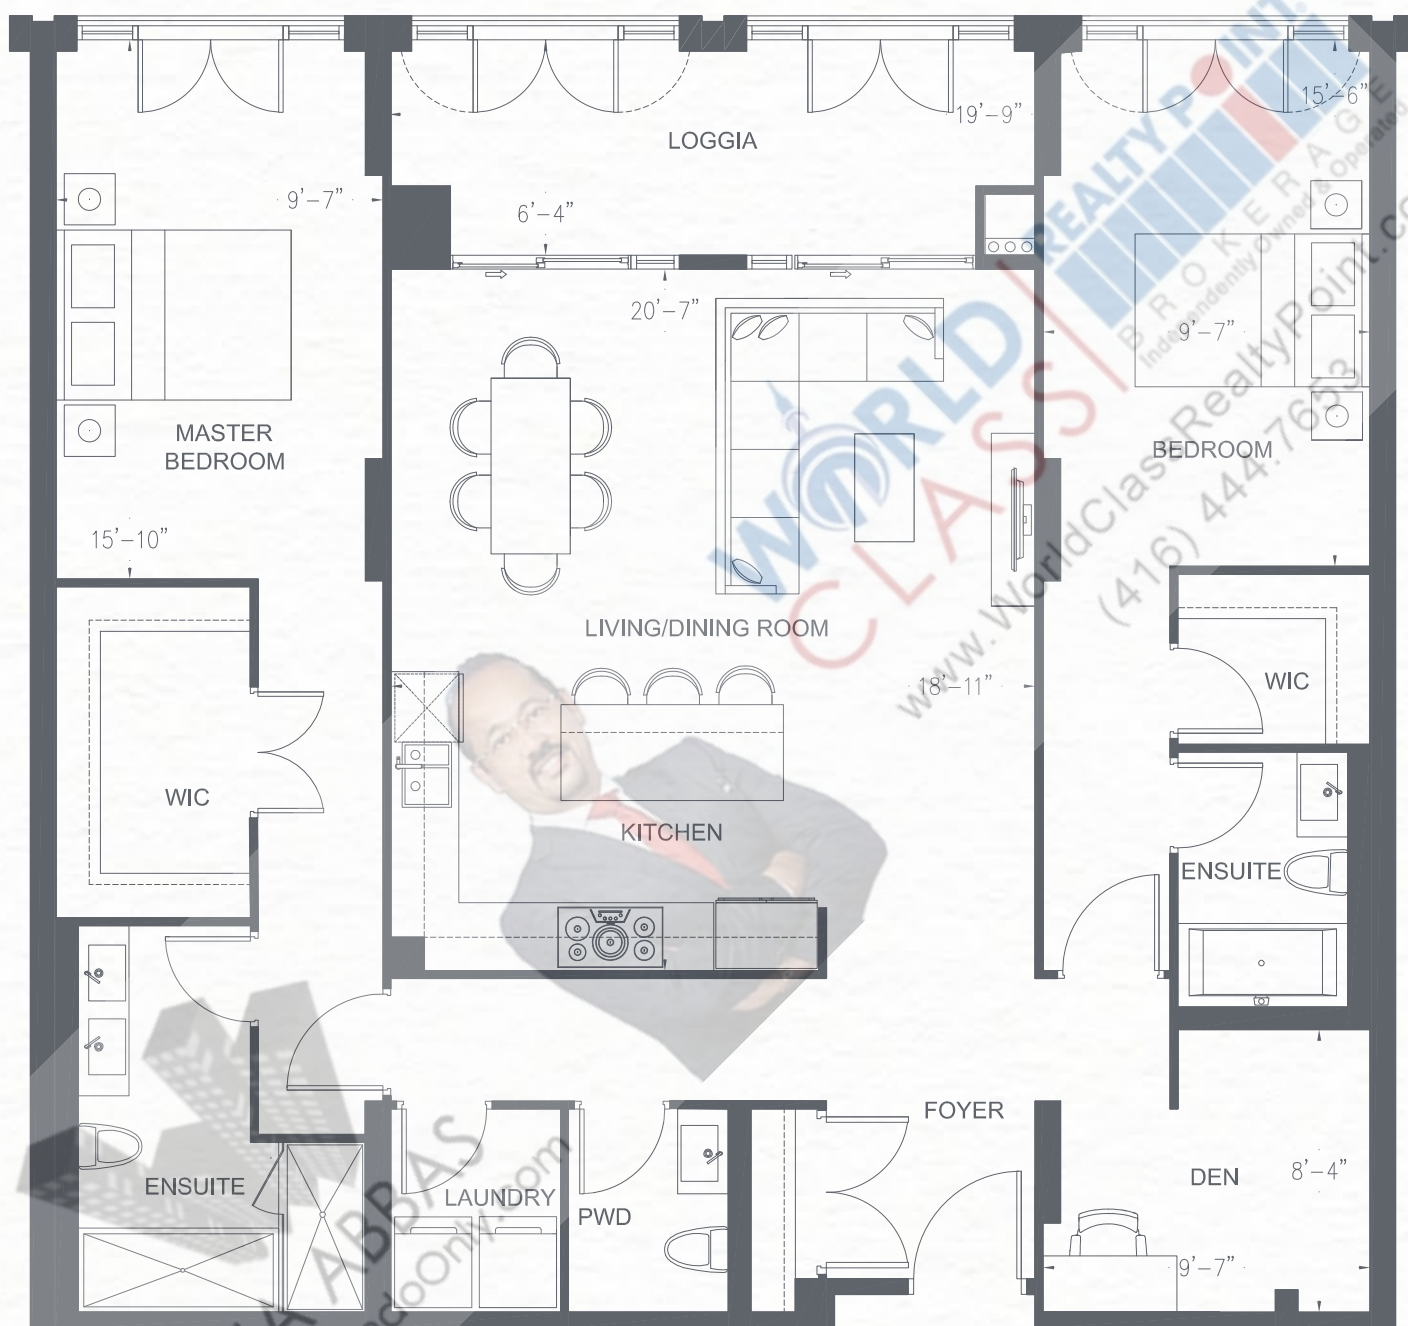 15'-6"
19'-9"
LOGGIA
9'-7"
6'-4"
20'-7"
9'-7"
MASTER
BEDROOM
BEDROOM
15'-10"
LIVING/DINING ROOM
18'-11"
WIC
WIC
KITCHEN
ENSUITE
FOYER
DEN
8'-4"
ENSUITE
LAUNDRY
PWD
9'-7"
WORLD
CLASS
REALTY POINT
BROKERAGE
Independently Owned & Operated
www.WorldClassRealtyPoint.co
(416) 444.7653
ABBAS
ndoOnly.com